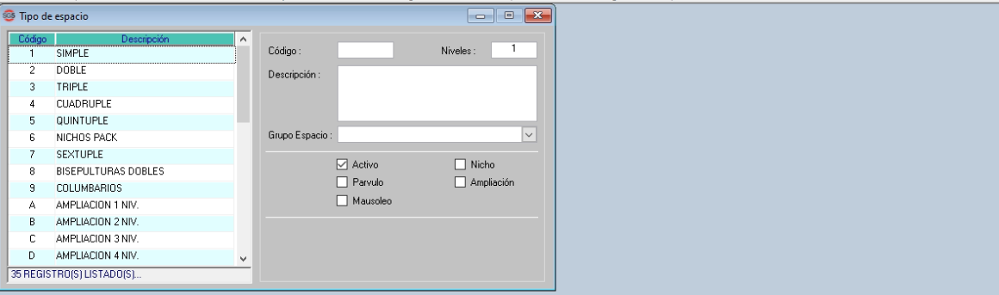 SGS Tipo de espacio
Código Descripción
1 SIMPLE
2 DOBLE
3 TRIPLE
4 CUADRUPLE
5 QUINTUPLE
6 NICHOS PACK
7 SEXTUPLE
8 BISEPULTURAS DOBLES
9 COLUMBARIOS
A AMPLIACION 1 NIV.
B AMPLIACION 2 NIV.
C AMPLIACION 3 NIV.
D AMPLIACION 4 NIV.
35 REGISTRO(S) LISTADO(S)...
Código : Niveles : 1
Descripción :
Grupo Espacio :
Activo Nicho
Parvulo Ampliación
Mausoleo